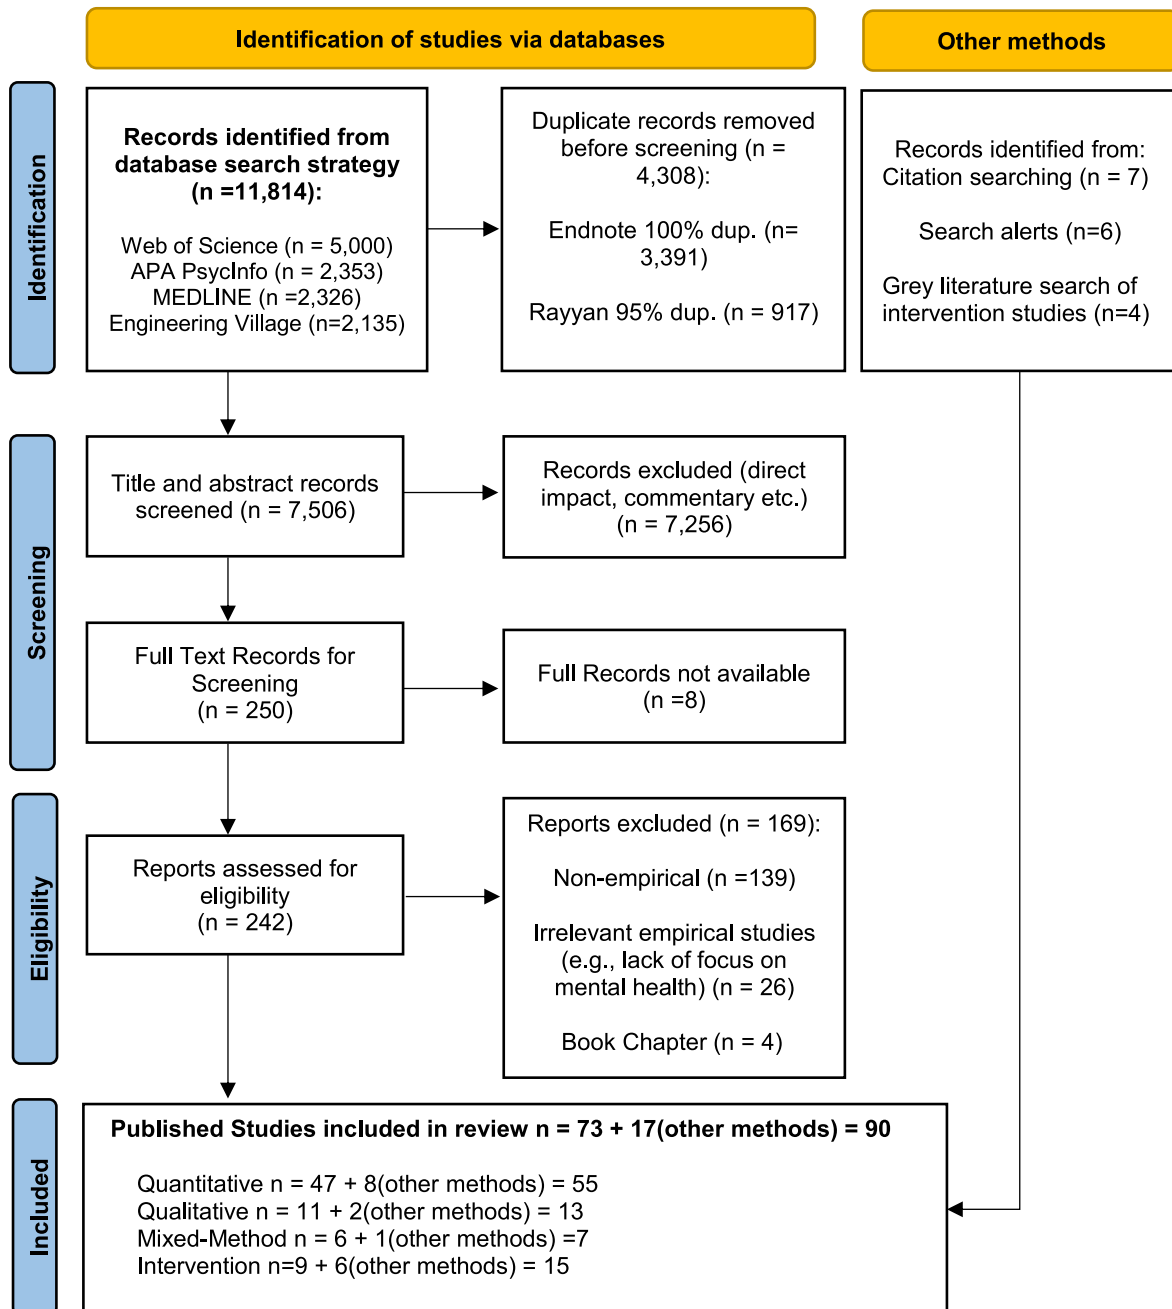 Identification of studies via databases
Other methods
Identification
Records identified from
database search strategy
(n =11,814):
Web of Science (n = 5,000)
APA PsycInfo (n = 2,353)
MEDLINE (n =2,326)
Engineering Village (n=2,135)
Duplicate records removed
before screening (n =
4,308):
Endnote 100% dup. (n=
3,391)
Rayyan 95% dup. (n = 917)
Records identified from:
Citation searching (n = 7)
Search alerts (n=6)
Grey literature search of
intervention studies (n=4)
Screening
Title and abstract records
screened (n = 7,506)
Records excluded (direct
impact, commentary etc.)
(n = 7,256)
Full Text Records for
Screening
(n = 250)
Full Records not available
(n =8)
Eligibility
Reports assessed for
eligibility
(n = 242)
Reports excluded (n = 169):
Non-empirical (n =139)
Irrelevant empirical studies
(e.g., lack of focus on
mental health) (n = 26)
Book Chapter (n = 4)
Included
Published Studies included in review n = 73 + 17(other methods) = 90
Quantitative n = 47 + 8(other methods) = 55
Qualitative n = 11 + 2(other methods) = 13
Mixed-Method n = 6 + 1(other methods) =7
Intervention n=9 + 6(other methods) = 15